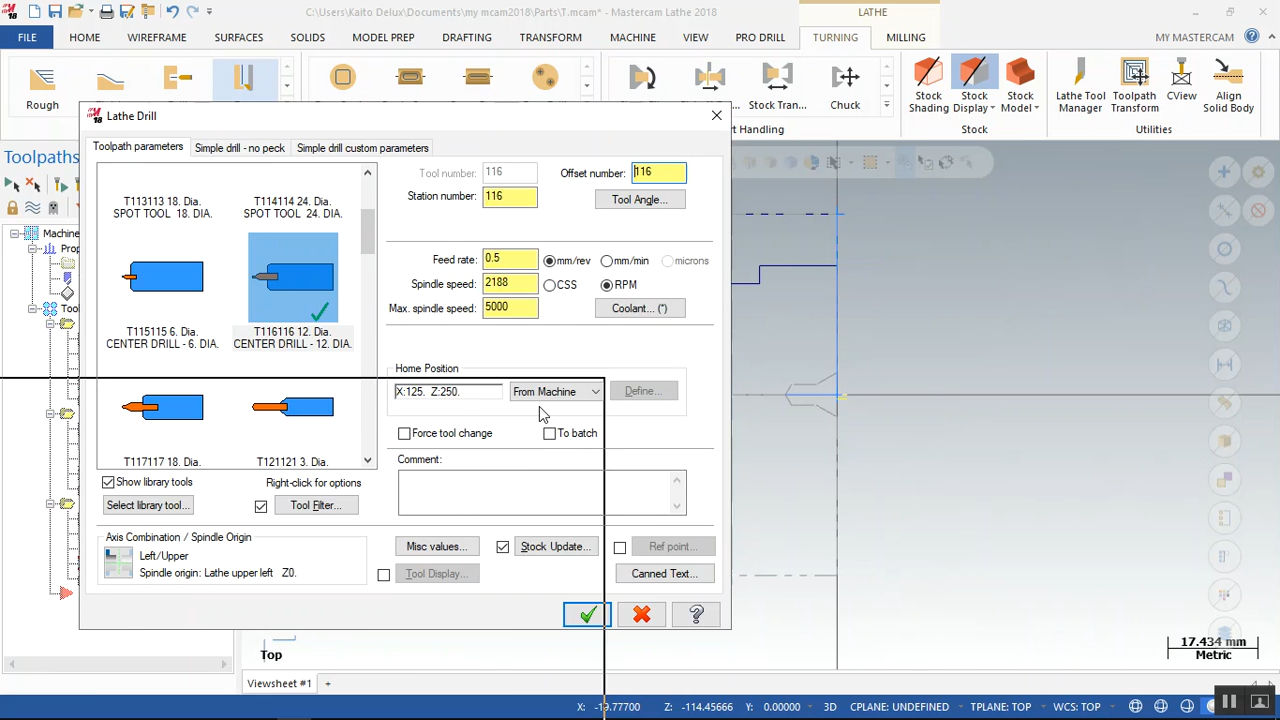 C:\Users\Kaito Delux\Documents\my mcam2018\Parts\T.mcam* - Mastercam Lathe 2018
LATHE
FILE HOME WIREFRAME SURFACES SOLIDS MODEL PREP DRAFTING TRANSFORM MACHINE VIEW PRO DRILL TURNING MILLING MY MASTERCAM
Rough
Stock Tran...
Chuck
Stock Shading
Stock Display
Stock Model
Lathe Tool Manager
Toolpath Transform
CView
Align Solid Body
Stock
Utilities
Toolpaths
Machine
Lathe Drill
Toolpath parameters
Simple drill - no peck
Simple drill custom parameters
T113113 18. DIA.
SPOT TOOL 18. DIA.
T114114 24. DIA.
SPOT TOOL 24. DIA.
T115115 6. Dia.
CENTER DRILL - 6. DIA.
T116116 12. Dia.
CENTER DRILL - 12. DIA.
T117117 18. Dia.
T121121 3. Dia.
Show library tools
Right-click for options
Select library tool...
Tool Filter...
Axis Combination / Spindle Origin
Left/Upper
Spindle origin: Lathe upper left Z0.
Tool number: 116
Offset number: 116
Station number: 116
Tool Angle...
Feed rate: 0.5 mm/rev mm/min microns
Spindle speed: 2188 CSS RPM
Max. spindle speed: 5000 Coolant... (*)
Home Position
X:125. Z:250. From Machine Define...
Force tool change
To batch
Comment:
Misc values...
Stock Update...
Ref point...
Tool Display...
Canned Text...
Top
17.434 mm
Metric
Viewsheet #1 +
Z: -114.45666 Y: 0.00000 3D CPLANE: UNDEFINED TPLANE: TOP WCS: TOP